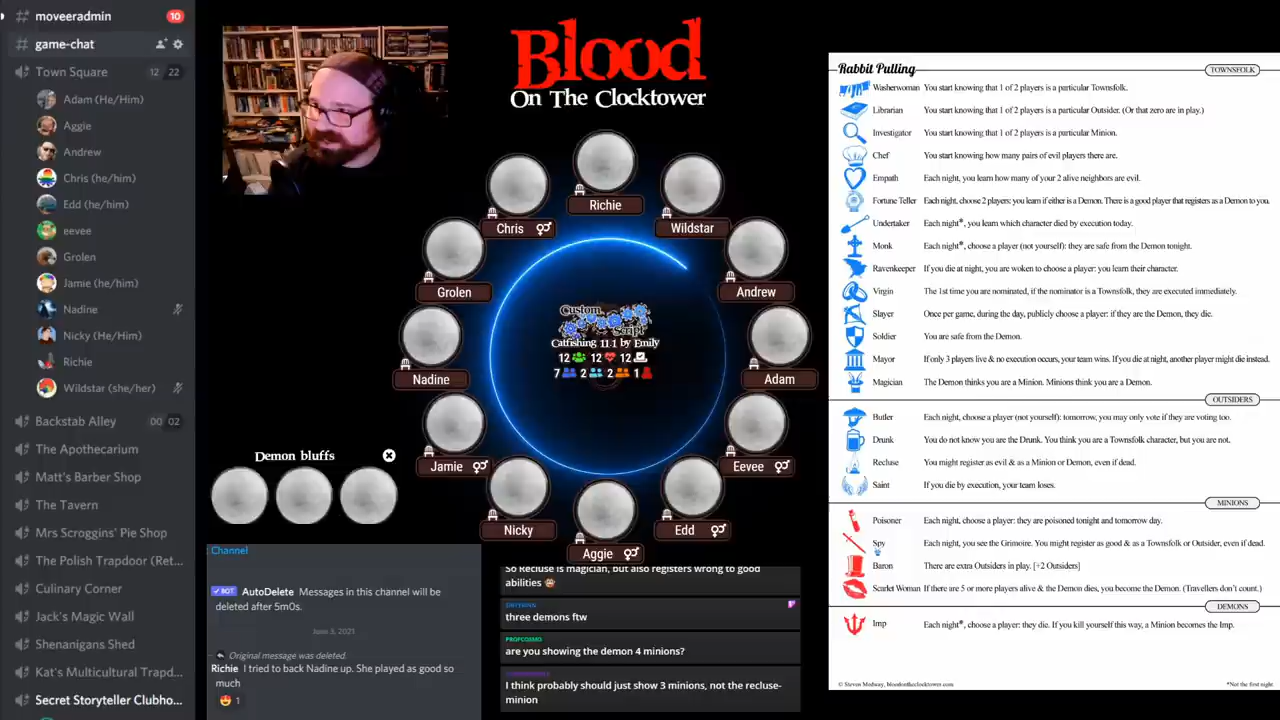 moveradmin
10
game-chat
Town Square
12 22
Adam (He/Him)
Aggie
Andrew
Chris (he/him)
Edd (he/him)
eevee
Grolen
Jamie (he/him)
Nadine
Nicky (He/Him)
Richie
Wildstar (she/her)
Backstab Alley
00 02
Matt's Amber Shop
The Tavern
Mrs Higgins' Pie Shop
Library Corner
Jack's Magic Potion
Shenanigans Shed
Secret Storyteller Clubho...
Demon bluffs
Channel
BOT AutoDelete Messages in this channel will be
deleted after 5m0s.
June 3, 2021
Original message was deleted.
Richie I tried to back Nadine up. She played as good so
much
1
Blood
On The Clocktower
Richie
Chris
Wildstar
Grolen
Andrew
Nadine
Adam
Jamie
Eevee
Nicky
Edd
Aggie
Custom
Script
Catfishing 11.1 by Emily
12 12 12
7 2 2 1
So Recluse is magician, but also registers wrong to good
abilities
three demons ftw
PROFCOSMO
are you showing the demon 4 minions?
I think probably should just show 3 minions, not the recluse-
minion
Rabbit Pulling
TOWNSFOLK
Washerwoman You start knowing that 1 of 2 players is a particular Townsfolk.
Librarian You start knowing that 1 of 2 players is a particular Outsider. (Or that zero are in play.)
Investigator You start knowing that 1 of 2 players is a particular Minion.
Chef You start knowing how many pairs of evil players there are.
Empath Each night, you learn how many of your 2 alive neighbors are evil.
Fortune Teller Each night, choose 2 players: you learn if either is a Demon. There is a good player that registers as a Demon to you.
Undertaker Each night*, you learn which character died by execution today.
Monk Each night*, choose a player (not yourself): they are safe from the Demon tonight.
Ravenkeeper If you die at night, you are woken to choose a player: you learn their character.
Virgin The 1st time you are nominated, if the nominator is a Townsfolk, they are executed immediately.
Slayer Once per game, during the day, publicly choose a player: if they are the Demon, they die.
Soldier You are safe from the Demon.
Mayor If only 3 players live & no execution occurs, your team wins. If you die at night, another player might die instead.
Magician The Demon thinks you are a Minion. Minions think you are a Demon.
OUTSIDERS
Butler Each night, choose a player (not yourself): tomorrow, you may only vote if they are voting too.
Drunk You do not know you are the Drunk. You think you are a Townsfolk character, but you are not.
Recluse You might register as evil & as a Minion or Demon, even if dead.
Saint If you die by execution, your team loses.
MINIONS
Poisoner Each night, choose a player: they are poisoned tonight and tomorrow day.
Spy Each night, you see the Grimoire. You might register as good & as a Townsfolk or Outsider, even if dead.
Baron There are extra Outsiders in play. [+2 Outsiders]
Scarlet Woman If there are 5 or more players alive & the Demon dies, you become the Demon. (Travellers don't count.)
DEMONS
Imp Each night*, choose a player: they die. If you kill yourself this way, a Minion becomes the Imp.
© Steven Medway, bloodontheclocktower.com
*Not the first night